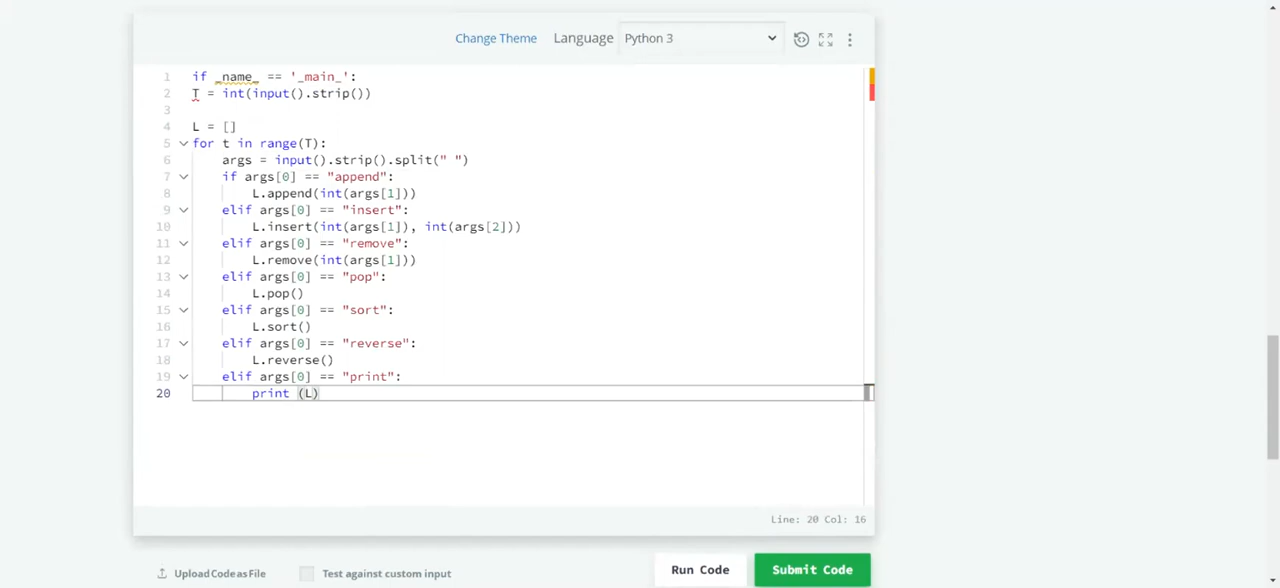 Change Theme Language Python 3
1 if _name_ == '_main_':
2 T = int(input().strip())
3
4 L = []
5 for t in range(T):
6 args = input().strip().split(" ")
7 if args[0] == "append":
8 L.append(int(args[1]))
9 elif args[0] == "insert":
10 L.insert(int(args[1]), int(args[2]))
11 elif args[0] == "remove":
12 L.remove(int(args[1]))
13 elif args[0] == "pop":
14 L.pop()
15 elif args[0] == "sort":
16 L.sort()
17 elif args[0] == "reverse":
18 L.reverse()
19 elif args[0] == "print":
20 print (L)
Line: 20 Col: 16
Upload Code as File Test against custom input Run Code Submit Code